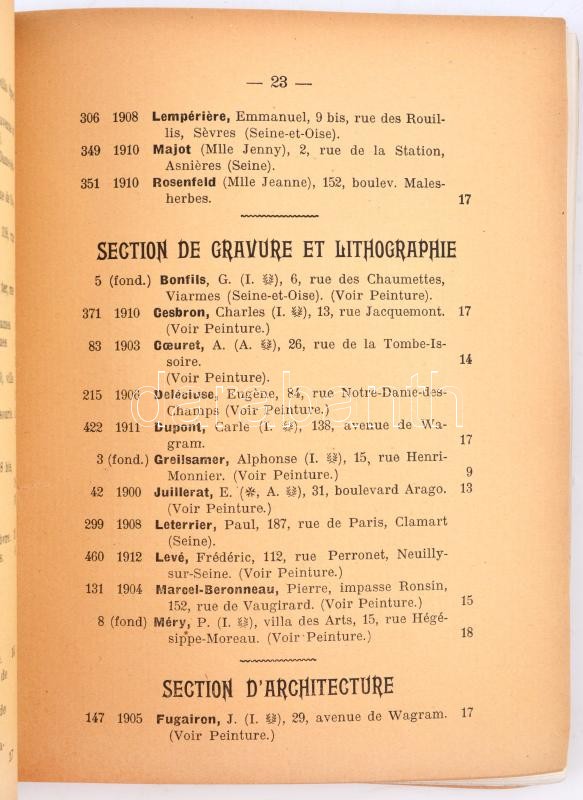 — 23 —
306 1908 Lempérière, Emmanuel, 9 bis, rue des Rouil-
lis, Sèvres (Seine-et-Oise).
349 1910 Majot (Mlle Jenny), 2, rue de la Station,
Asnières (Seine).
351 1910 Rosenfeld (Mlle Jeanne), 152, boulev. Males-
herbes. 17
SECTION DE GRAVURE ET LITHOGRAPHIE
5 (fond.) Bonfils, G. (I. ❀), 6, rue des Chaumettes,
Viarmes (Seine-et-Oise). (Voir Peinture).
371 1910 Cesbron, Charles (I. ❀), 13, rue Jacquemont. 17
(Voir Peinture.)
83 1903 Cœuret, A. (A. ❀), 26, rue de la Tombe-Is-
soire. 14
(Voir Peinture).
215 1906 Delécluse, Eugène, 84, rue Notre-Dame-des-
Champs (Voir Peinture.)
422 1911 Dupont, Carle (I. ❀), 138, avenue de Wa-
gram. 17
3 (fond.) Greilsamer, Alphonse (I. ❀), 15, rue Henri-
Monnier. (Voir Peinture.) 9
42 1900 Juillerat, E. (✻, A. ❀), 31, boulevard Arago. 13
(Voir Peinture.)
299 1908 Leterrier, Paul, 187, rue de Paris, Clamart
(Seine).
460 1912 Levé, Frédéric, 112, rue Perronet, Neuilly-
sur-Seine. (Voir Peinture.)
131 1904 Marcel-Beronneau, Pierre, impasse Ronsin,
152, rue de Vaugirard. (Voir Peinture.) 15
8 (fond) Méry, P. (I. ❀), villa des Arts, 15, rue Hégé-
sippe-Moreau. (Voir Peinture.) 18
SECTION D'ARCHITECTURE
147 1905 Fugairon, J. (I. ❀), 29, avenue de Wagram. 17
(Voir Peinture.)
darabanth